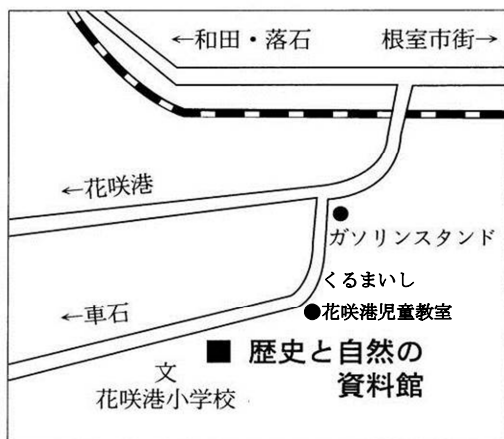 ←和田・落石
根室市街→
←花咲港
ガソリンスタンド
くるまいし
花咲港児童教室
←車石
歴史と自然の
資料館
文
花咲港小学校